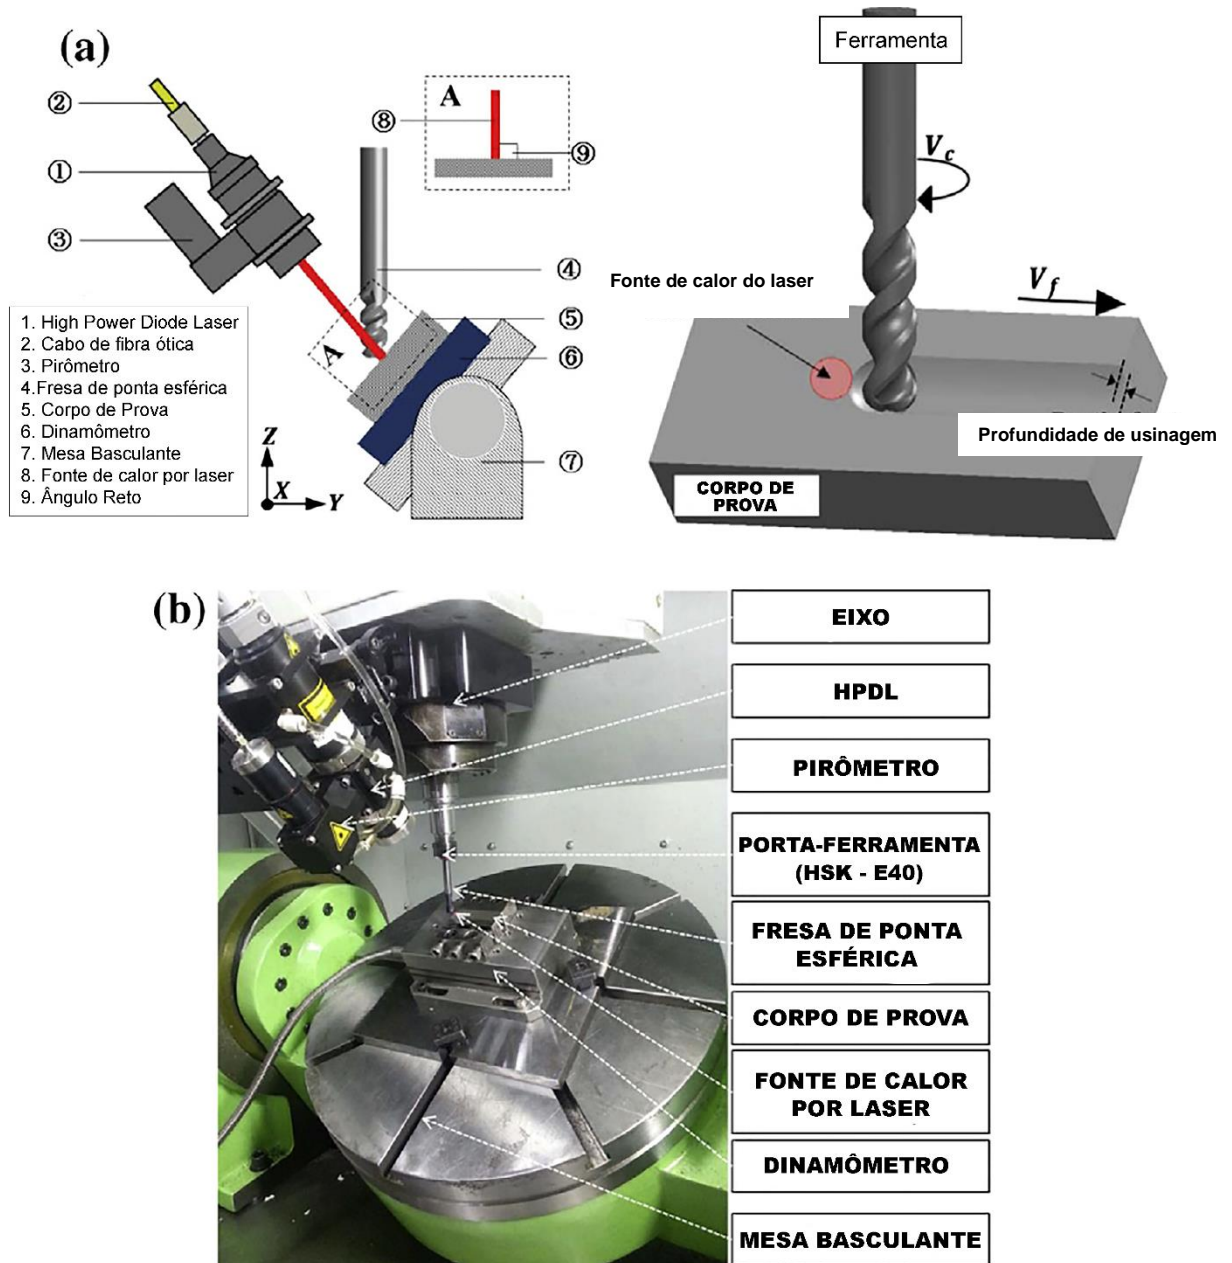 (a)
②
①
③
A
⑧
⑨
④
⑤
A
⑥
⑦
Z
X
Y
1. High Power Diode Laser
2. Cabo de fibra ótica
3. Pirômetro
4.Fresa de ponta esférica
5. Corpo de Prova
6. Dinamômetro
7. Mesa Basculante
8. Fonte de calor por laser
9. Ângulo Reto
Ferramenta
Vc
Fonte de calor do laser
Vf
Profundidade de usinagem
CORPO DE
PROVA
(b)
EIXO
HPDL
PIRÔMETRO
PORTA-FERRAMENTA
(HSK - E40)
FRESA DE PONTA
ESFÉRICA
CORPO DE PROVA
FONTE DE CALOR
POR LASER
DINAMÔMETRO
MESA BASCULANTE